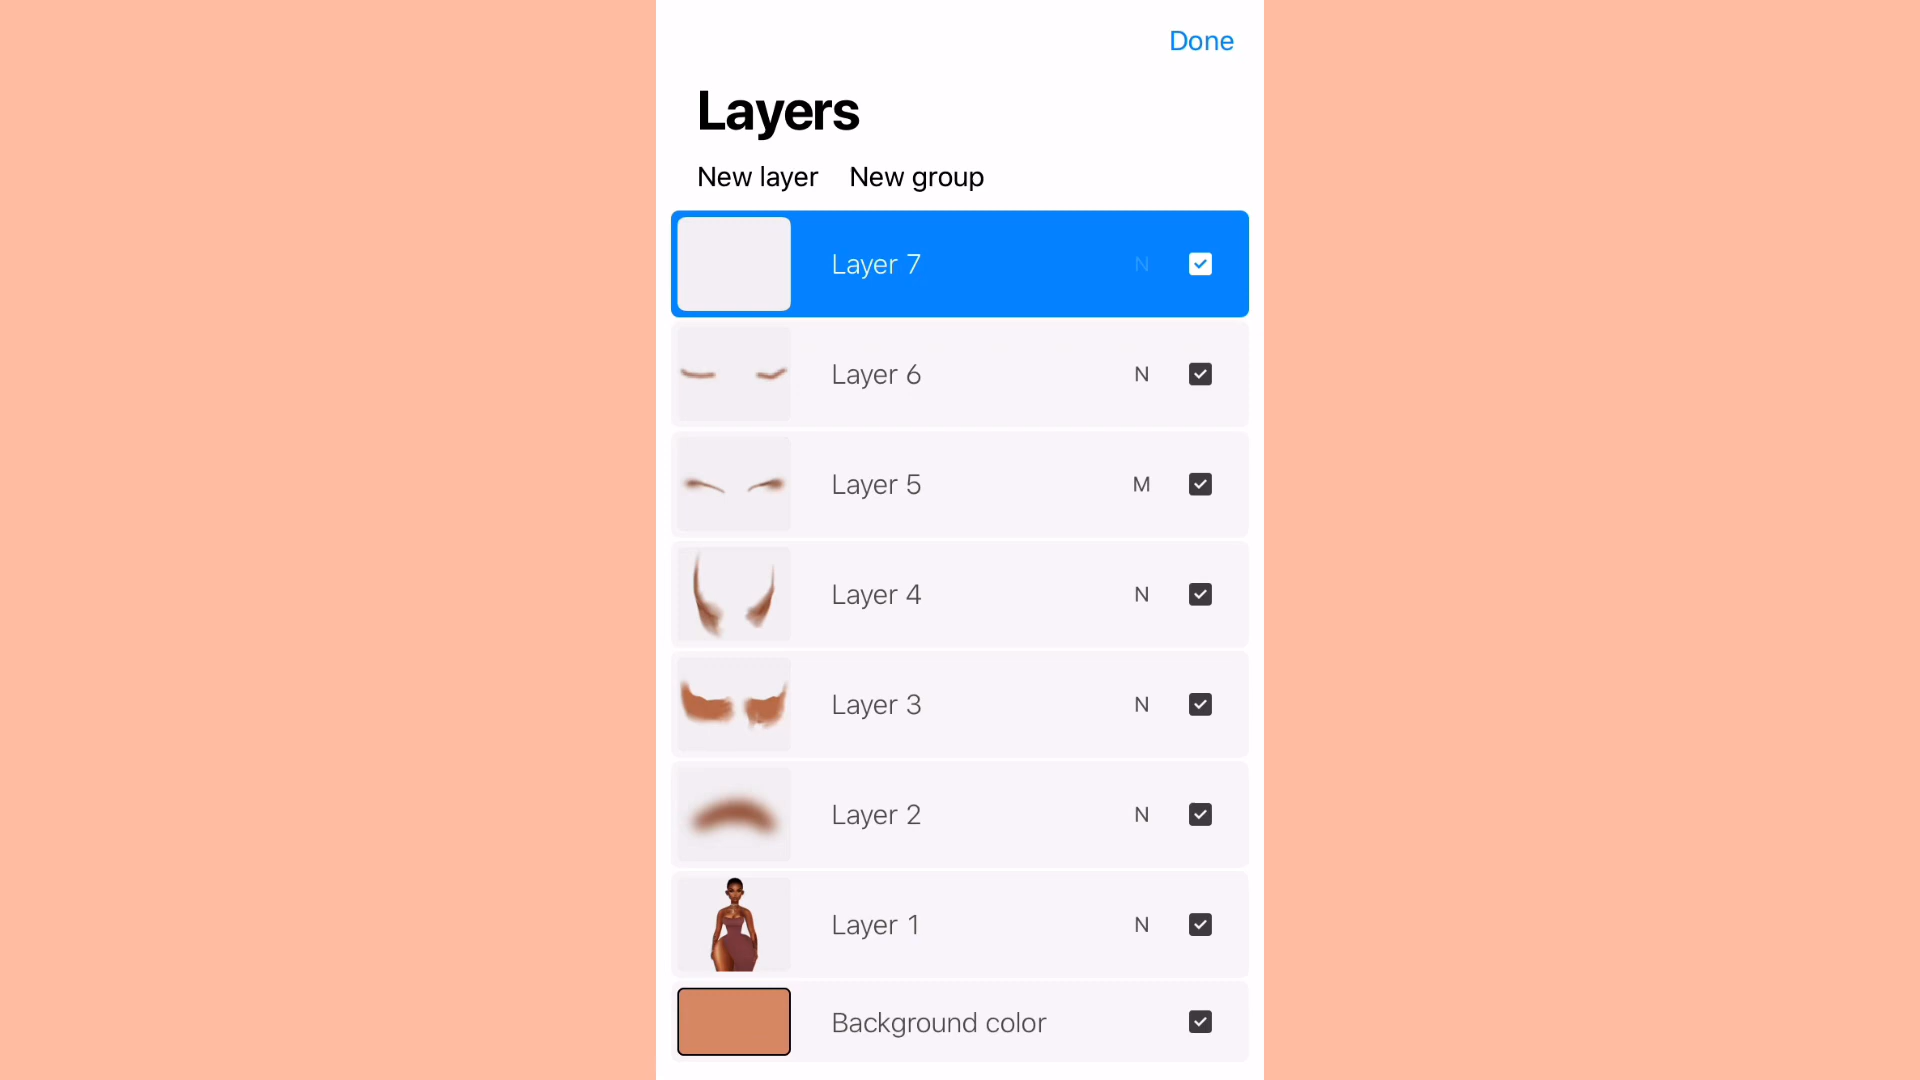 Done
Layers
New layer New group
Layer 7 N
Layer 6 N
Layer 5 M
Layer 4 N
Layer 3 N
Layer 2 N
Layer 1 N
Background color